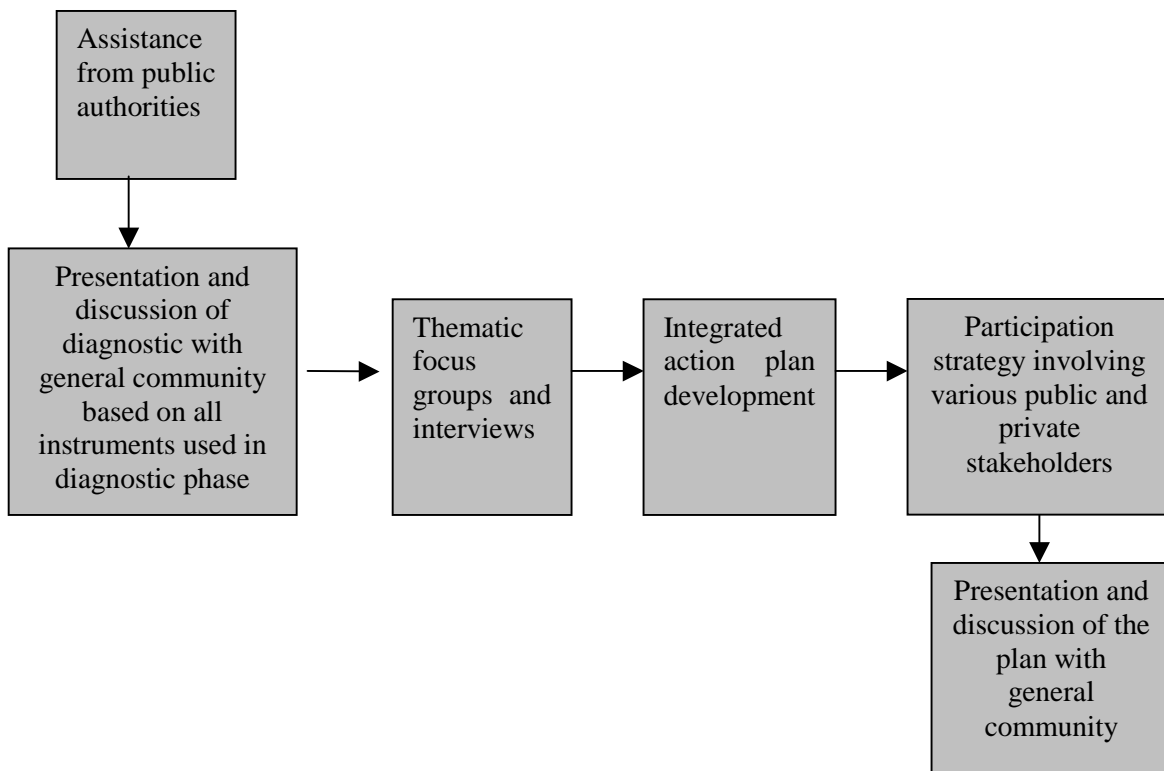 Assistance
from public
authorities
Presentation and
discussion of
diagnostic with
general community
based on all
instruments used in
diagnostic phase
Thematic
focus
groups and
interviews
Integrated
action plan
development
Participation
strategy involving
various public and
private
stakeholders
Presentation and
discussion of the
plan with
general
community